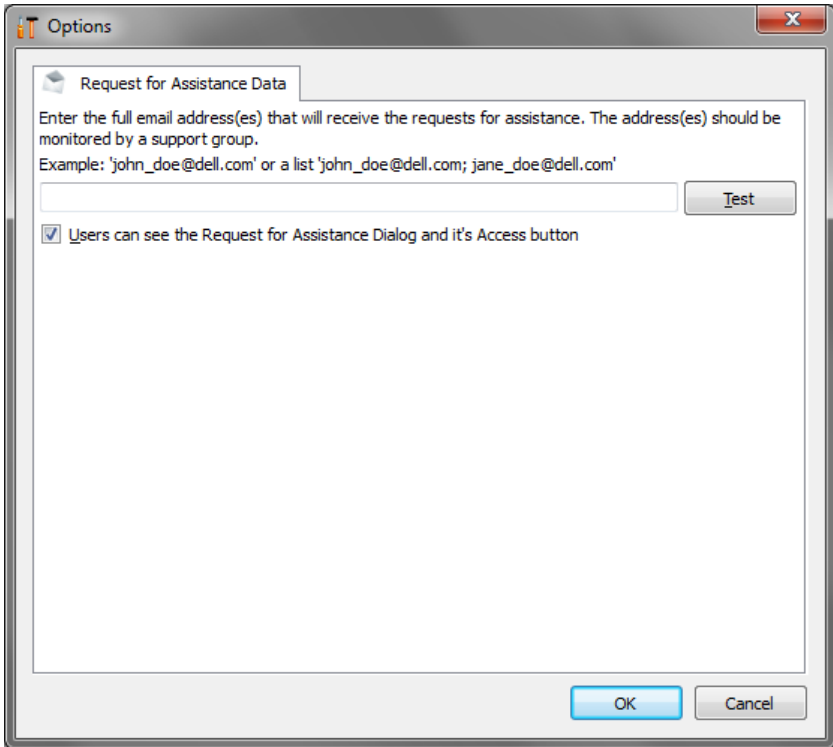 Options
Request for Assistance Data
Enter the full email address(es) that will receive the requests for assistance. The address(es) should be
monitored by a support group.
Example: 'john_doe@dell.com' or a list 'john_doe@dell.com; jane_doe@dell.com'
Test
Users can see the Request for Assistance Dialog and it's Access button
OK
Cancel